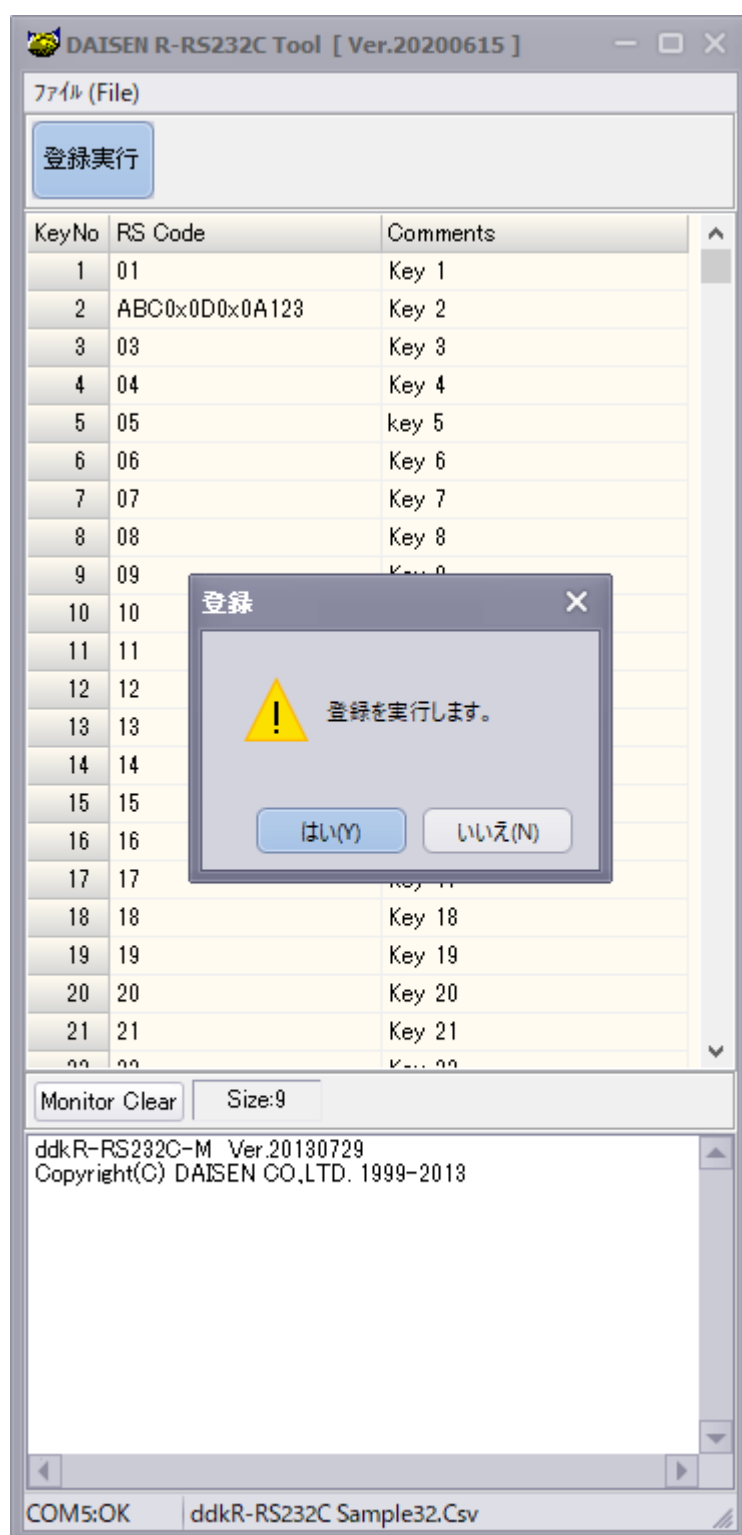 DAISEN R-RS232C Tool [ Ver.20200615 ]
ﾌｧｲﾙ (File)
登録実行
KeyNo RS Code Comments
1 01 Key 1
2 ABC0x0D0x0A123 Key 2
3 03 Key 3
4 04 Key 4
5 05 key 5
6 06 Key 6
7 07 Key 7
8 08 Key 8
9 09
10 10
11 11
12 12
13 13
14 14
15 15
16 16
17 17
18 18 Key 18
19 19 Key 19
20 20 Key 20
21 21 Key 21
登録
登録を実行します。
はい(Y) いいえ(N)
Monitor Clear Size:9
ddkR-RS232C-M Ver.20130729
Copyright(C) DAISEN CO,LTD. 1999-2013
COM5:OK ddkR-RS232C Sample32.Csv